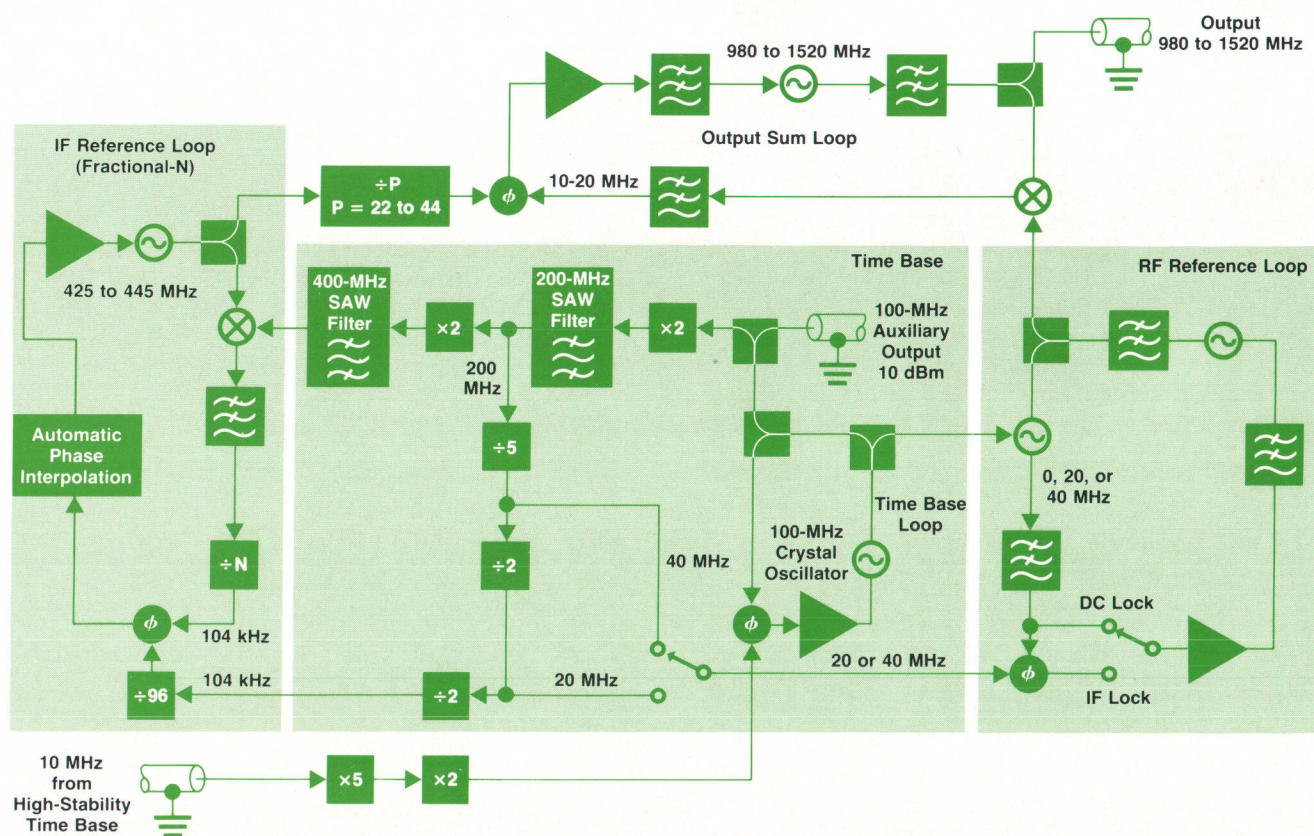 Output
980 to 1520 MHz
980 to 1520 MHz
Output Sum Loop
IF Reference Loop
(Fractional-N)
÷P
P = 22 to 44
ϕ
10-20 MHz
425 to 445 MHz
Automatic
Phase
Interpolation
÷N
ϕ
104 kHz
÷96
Time Base
400-MHz
SAW
Filter
×2
200-MHz
SAW
Filter
×2
100-MHz
Auxiliary
Output
10 dBm
200
MHz
÷5
÷2
40 MHz
Time Base
Loop
100-MHz
Crystal
Oscillator
ϕ
104 kHz
÷2
20 MHz
20 or 40 MHz
RF Reference Loop
0, 20, or
40 MHz
DC Lock
ϕ
IF Lock
10 MHz
from
High-Stability
Time Base
×5
×2